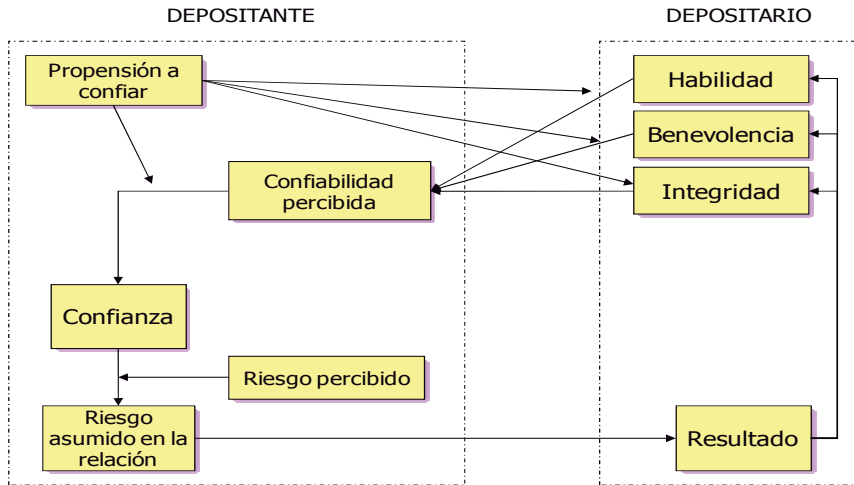 DEPOSITANTE
DEPOSITARIO
Propensión a
confiar
Habilidad
Benevolencia
Confiabilidad
percibida
Integridad
Confianza
Riesgo percibido
Riesgo
asumido en la
relación
Resultado